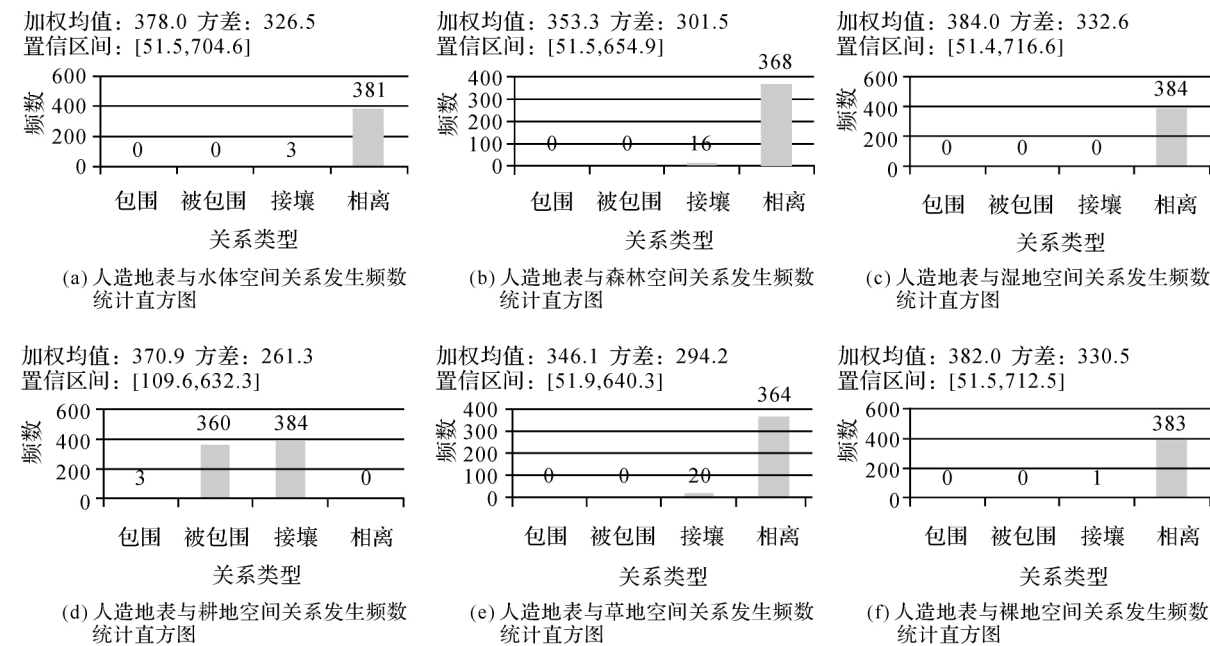 加权均值：378.0 方差：326.5
置信区间：[51.5,704.6]
600
400
200
0
频数
0
0
3
381
包围
被包围
接壤
相离
关系类型
(a) 人造地表与水体空间关系发生频数
统计直方图
加权均值：353.3 方差：301.5
置信区间：[51.5,654.9]
400
300
200
100
0
频数
0
0
16
368
包围
被包围
接壤
相离
关系类型
(b) 人造地表与森林空间关系发生频数
统计直方图
加权均值：384.0 方差：332.6
置信区间：[51.4,716.6]
600
400
200
0
频数
0
0
0
384
包围
被包围
接壤
相离
关系类型
(c) 人造地表与湿地空间关系发生频数
统计直方图
加权均值：370.9 方差：261.3
置信区间：[109.6,632.3]
600
400
200
0
频数
3
360
384
0
包围
被包围
接壤
相离
关系类型
(d) 人造地表与耕地空间关系发生频数
统计直方图
加权均值：346.1 方差：294.2
置信区间：[51.9,640.3]
400
300
200
100
0
频数
0
0
20
364
包围
被包围
接壤
相离
关系类型
(e) 人造地表与草地空间关系发生频数
统计直方图
加权均值：382.0 方差：330.5
置信区间：[51.5,712.5]
600
400
200
0
频数
0
0
1
383
包围
被包围
接壤
相离
关系类型
(f) 人造地表与裸地空间关系发生频数
统计直方图